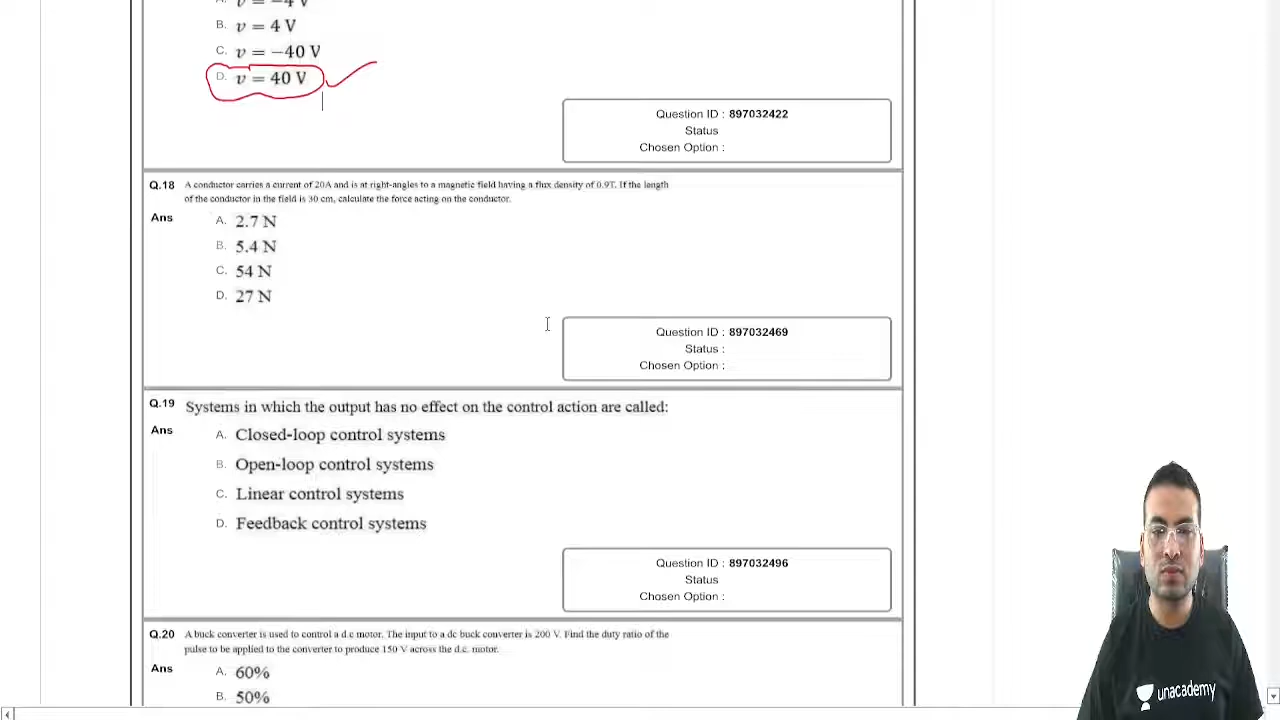 A. v = −4 V
B. v = 4 V
C. v = −40 V
D. v = 40 V
Question ID : 897032422
Status
Chosen Option :
Q.18 A conductor carries a current of 20A and is at right-angles to a magnetic field having a flux density of 0.9T. If the length
of the conductor in the field is 30 cm, calculate the force acting on the conductor.
Ans A. 2.7 N
B. 5.4 N
C. 54 N
D. 27 N
Question ID : 897032469
Status :
Chosen Option :
Q.19 Systems in which the output has no effect on the control action are called:
Ans A. Closed-loop control systems
B. Open-loop control systems
C. Linear control systems
D. Feedback control systems
Question ID : 897032496
Status
Chosen Option :
Q.20 A buck converter is used to control a d.c motor. The input to a dc buck converter is 200 V. Find the duty ratio of the
pulse to be applied to the converter to produce 150 V across the d.c. motor.
Ans A. 60%
B. 50%
unacademy